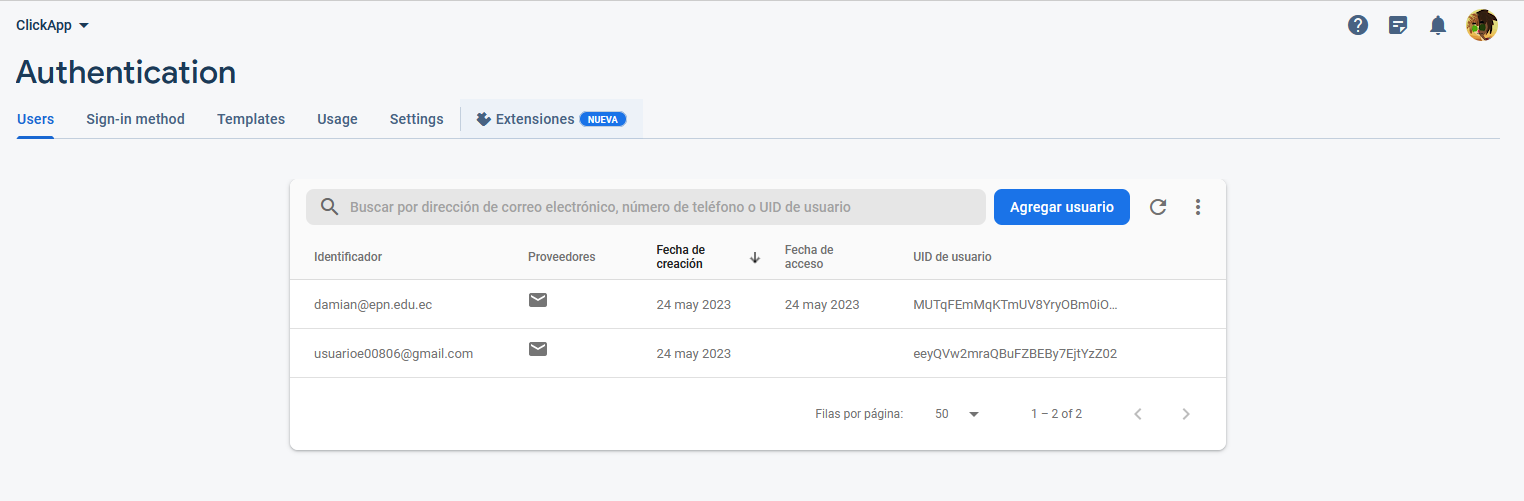 ClickApp
Authentication
Users Sign-in method Templates Usage Settings Extensiones NUEVA
Buscar por dirección de correo electrónico, número de teléfono o UID de usuario Agregar usuario
Identificador Proveedores Fecha de creación Fecha de acceso UID de usuario
damian@epn.edu.ec 24 may 2023 24 may 2023 MUTqFEmMqKTmUV8YryOBm0iO...
usuarioe00806@gmail.com 24 may 2023 eeyQVw2mraQBuFZBEBy7EjtYzZ02
Filas por página: 50 1 – 2 of 2